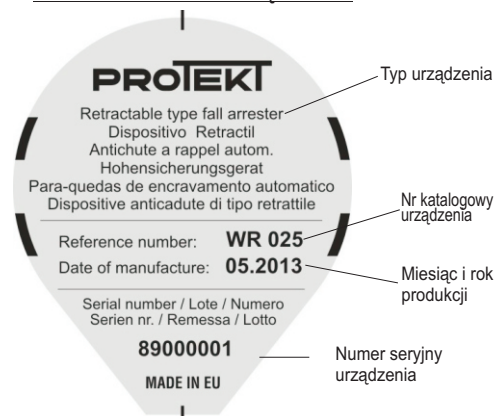 PROTEKT
Typ urządzenia
Retractable type fall arrester
Dispositivo Retractil
Antichute a rappel autom.
Hohensicherungsgerat
Para-quedas de encravamento automatico
Dispositive anticadute di tipo retrattile
Nr katalogowy
urządzenia
Reference number: WR 025
Date of manufacture: 05.2013
Miesiąc i rok
produkcji
Serial number / Lote / Numero
Serien nr. / Remessa / Lotto
89000001
Numer seryjny
urządzenia
MADE IN EU